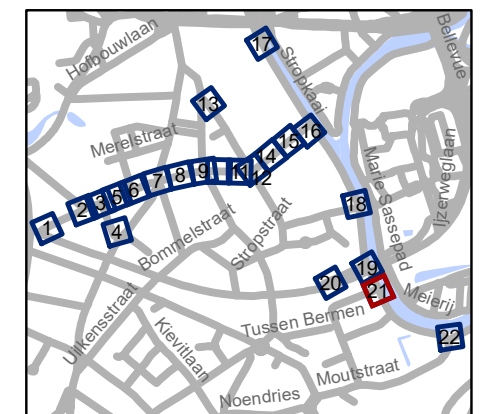 Hofbouwlaan
17
Stropkaai
Bellevue
13
Merelstraat
16
15
14
12
11
9
8
7
6
5
3
2
1
4
Marie Sassepad
Ijzerweglaan
18
Bommelstraat
Stropstraat
19
20
21
Uilkensstraat
Kievitlaan
Tussen Bermen
Meierij
22
Moutstraat
Noendries